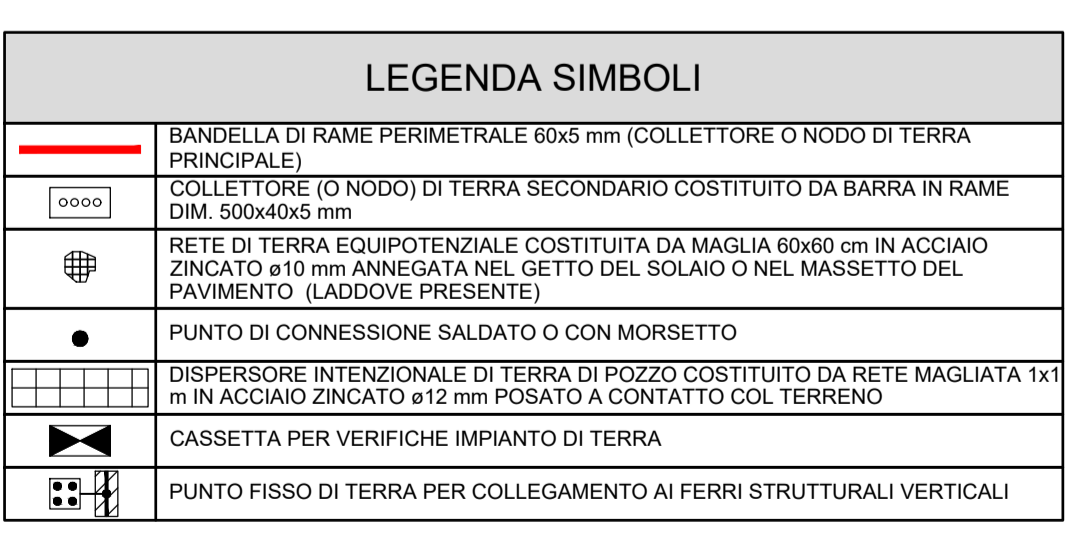 LEGENDA SIMBOLI
BANDELLA DI RAME PERIMETRALE 60x5 mm (COLLETTORE O NODO DI TERRA
PRINCIPALE)
COLLETTORE (O NODO) DI TERRA SECONDARIO COSTITUITO DA BARRA IN RAME
DIM. 500x40x5 mm
RETE DI TERRA EQUIPOTENZIALE COSTITUITA DA MAGLIA 60x60 cm IN ACCIAIO
ZINCATO ø10 mm ANNEGATA NEL GETTO DEL SOLAIO O NEL MASSETTO DEL
PAVIMENTO (LADDOVE PRESENTE)
PUNTO DI CONNESSIONE SALDATO O CON MORSETTO
DISPERSORE INTENZIONALE DI TERRA DI POZZO COSTITUITO DA RETE MAGLIATA 1x1
m IN ACCIAIO ZINCATO ø12 mm POSATO A CONTATTO COL TERRENO
CASSETTA PER VERIFICHE IMPIANTO DI TERRA
PUNTO FISSO DI TERRA PER COLLEGAMENTO AI FERRI STRUTTURALI VERTICALI